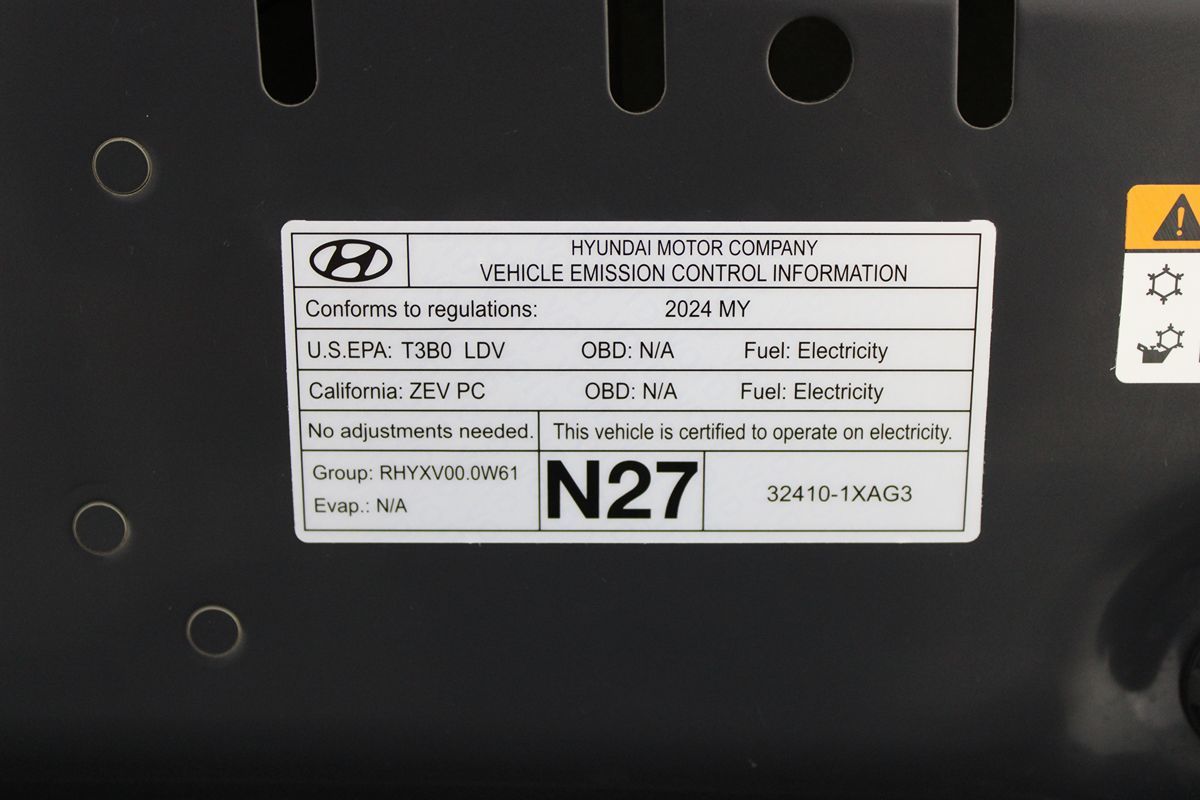 HYUNDAI MOTOR COMPANY
VEHICLE EMISSION CONTROL INFORMATION
Conforms to regulations: 2024 MY
U.S.EPA: T3B0 LDV OBD: N/A Fuel: Electricity
California: ZEV PC OBD: N/A Fuel: Electricity
No adjustments needed. This vehicle is certified to operate on electricity.
Group: RHYXV00.0W61
Evap.: N/A
N27
32410-1XAG3